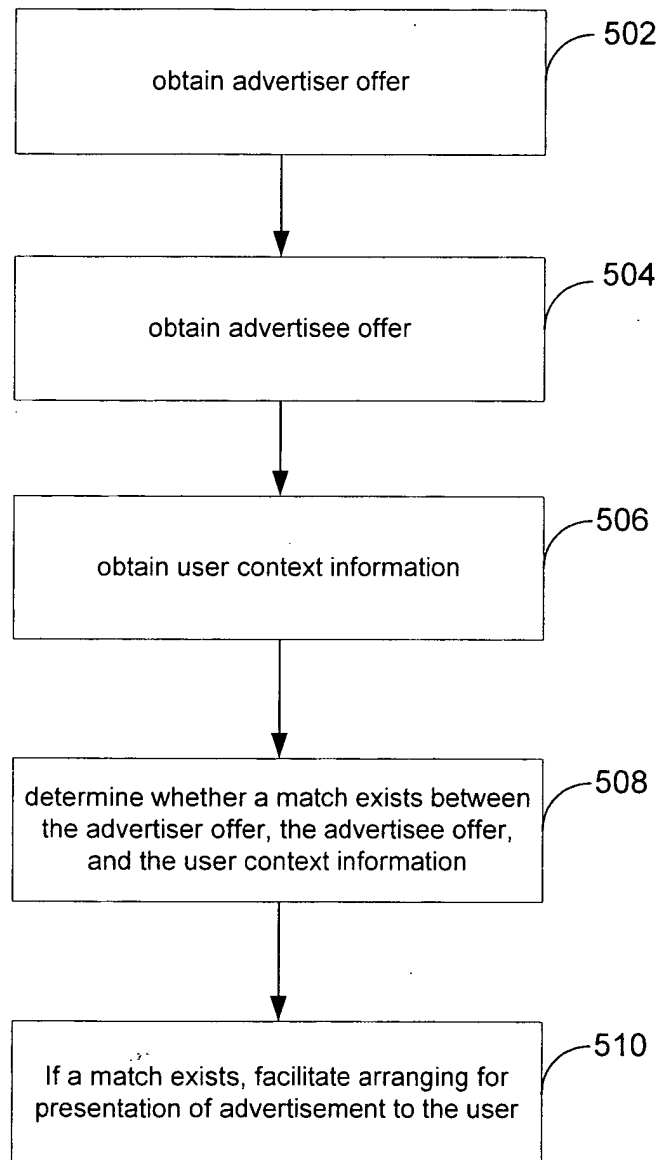 502
obtain advertiser offer
504
obtain advertisee offer
506
obtain user context information
508
determine whether a match exists between
the advertiser offer, the advertisee offer,
and the user context information
510
If a match exists, facilitate arranging for
presentation of advertisement to the user